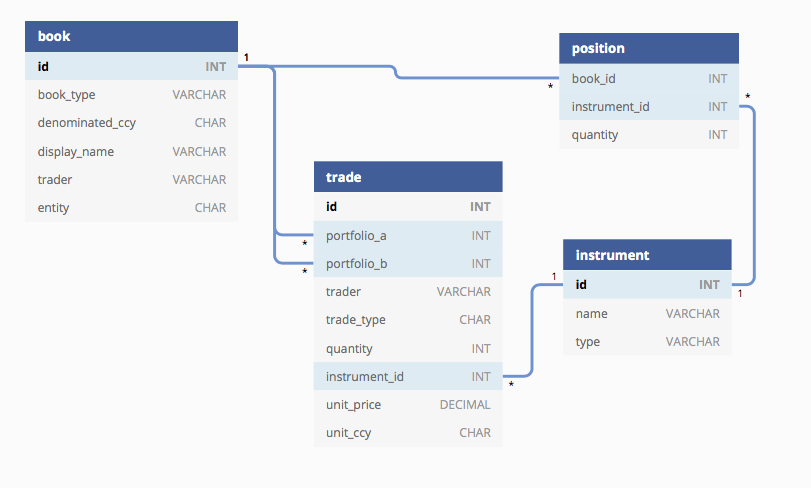 book
id INT
book_type VARCHAR
denominated_ccy CHAR
display_name VARCHAR
trader VARCHAR
entity CHAR
1
position
book_id INT
instrument_id INT
quantity INT
*
*
trade
id INT
portfolio_a INT
portfolio_b INT
trader VARCHAR
trade_type CHAR
quantity INT
instrument_id INT
unit_price DECIMAL
unit_ccy CHAR
*
*
*
instrument
id INT
name VARCHAR
type VARCHAR
1
1